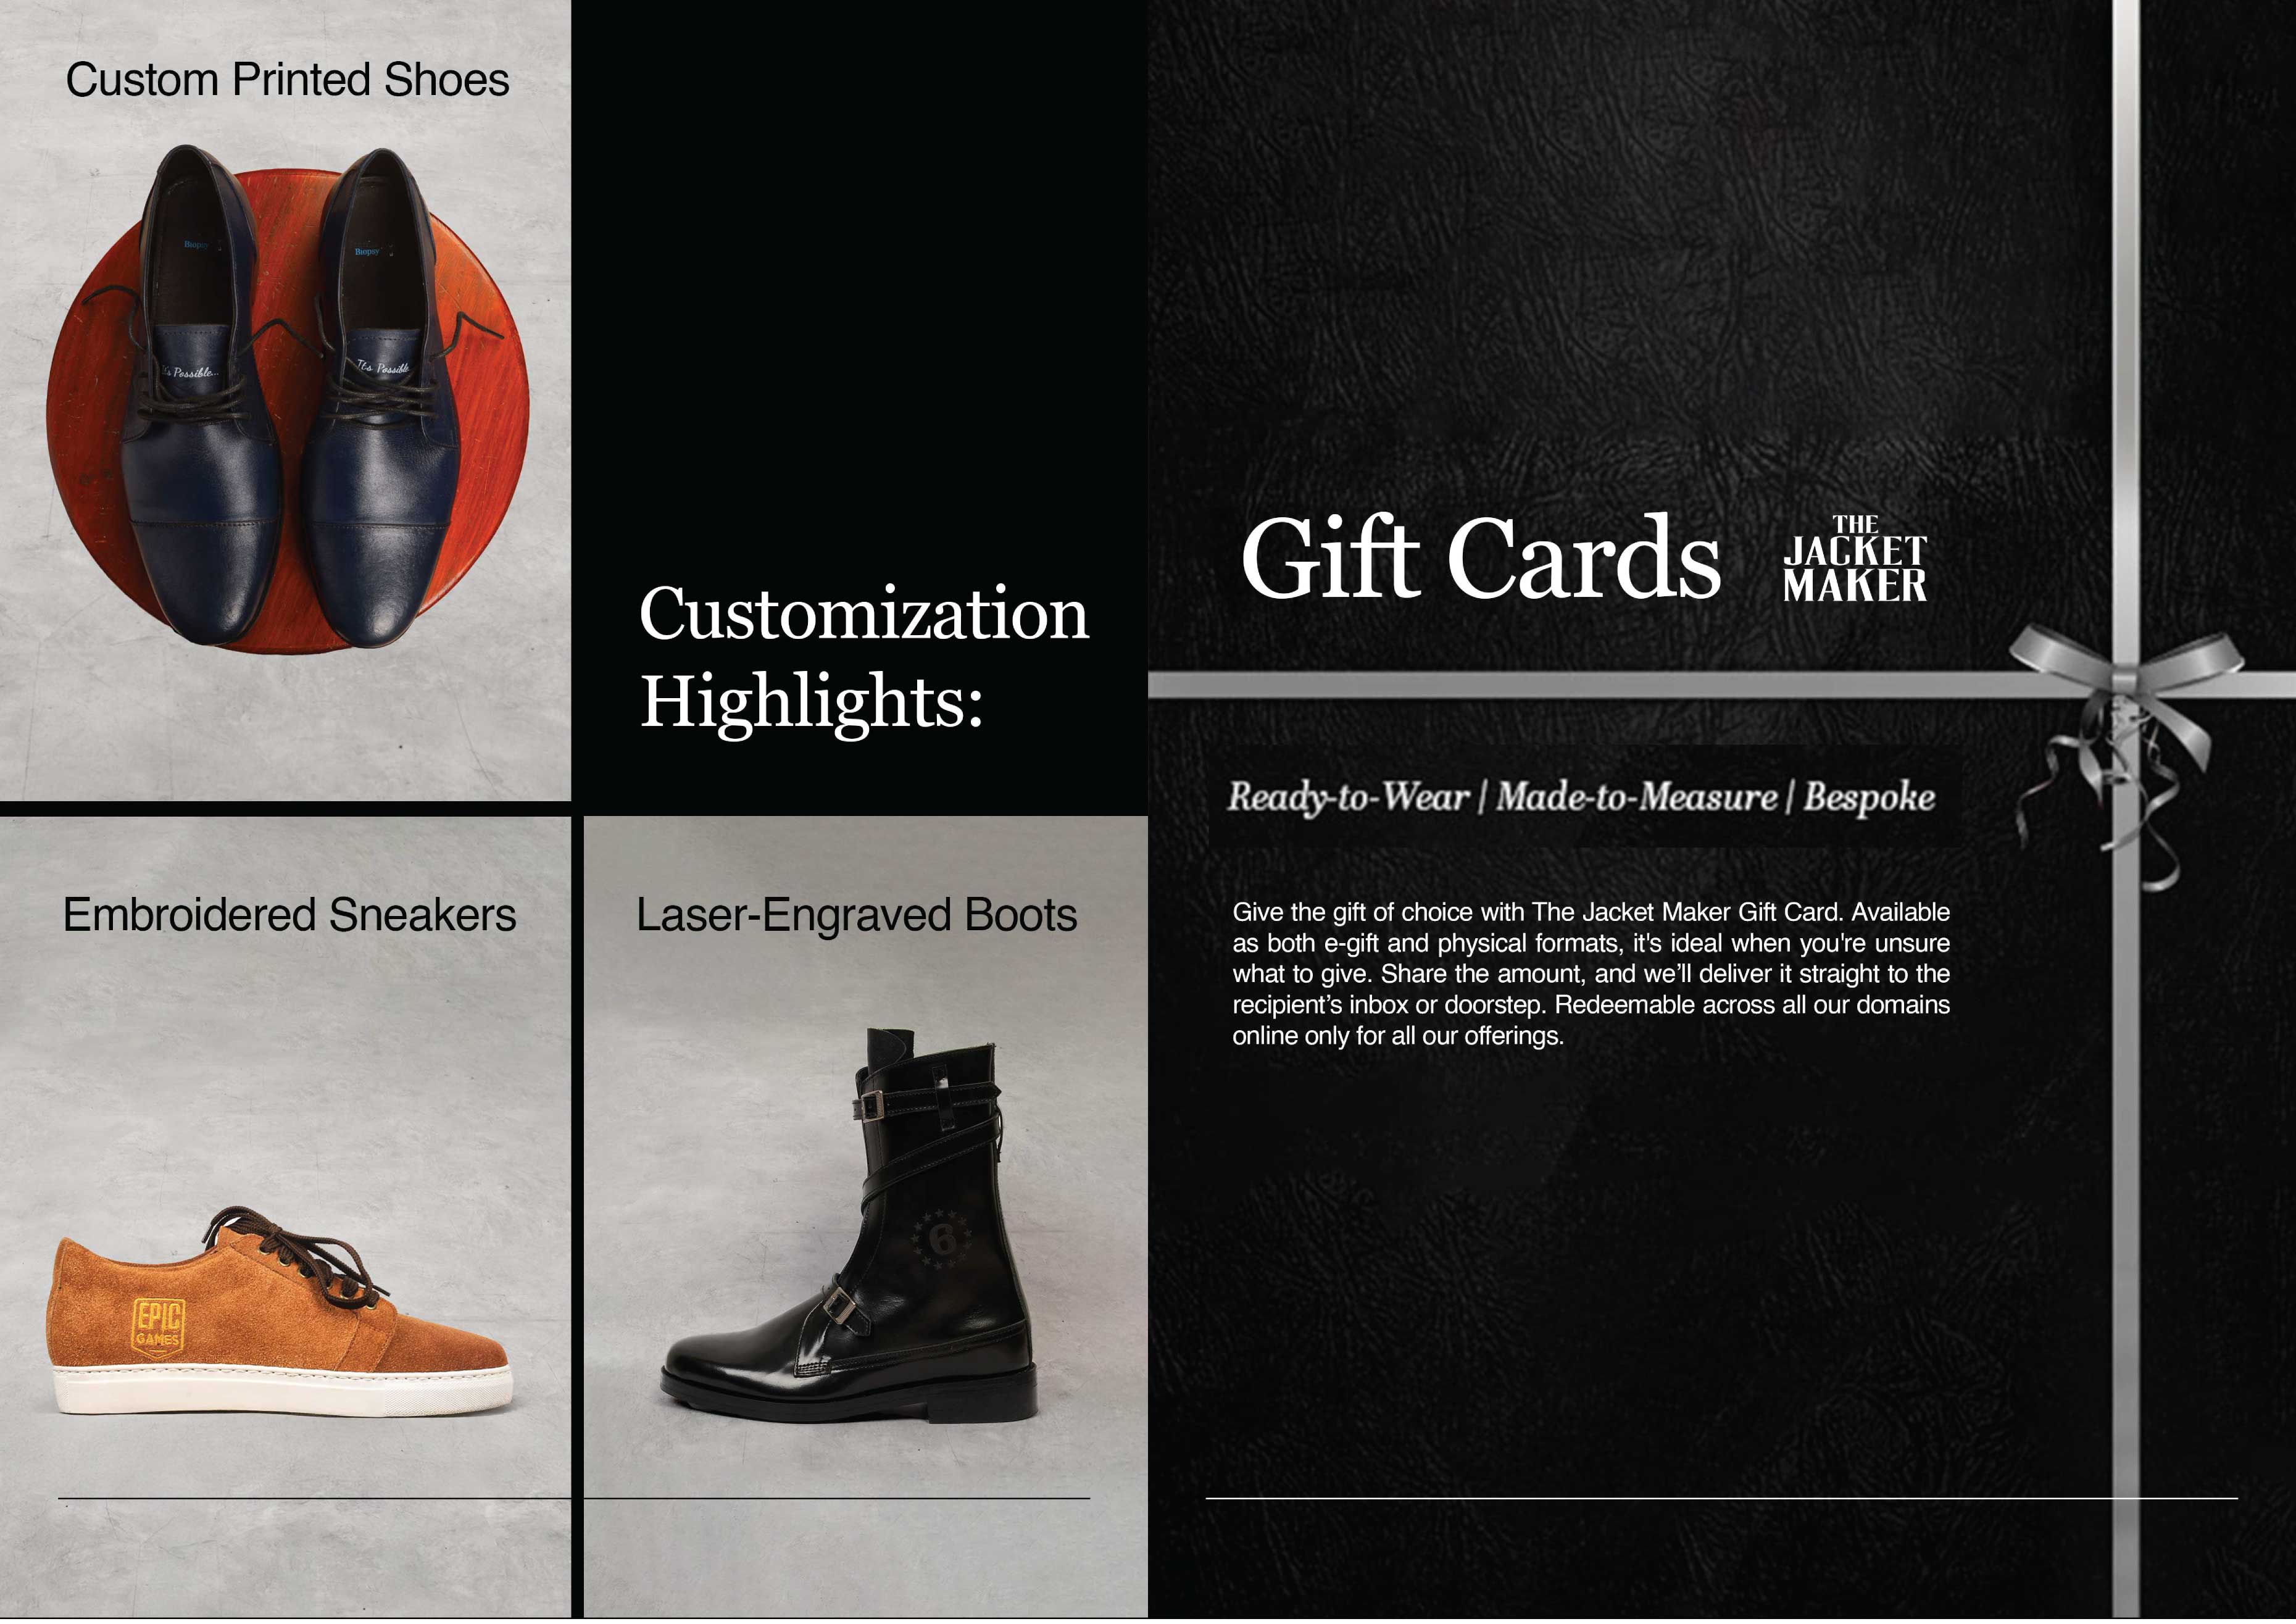 Custom Printed Shoes
Biopsy
Biopsy
It's Possible...
It's Possible
Customization
Highlights:
Embroidered Sneakers
EPIC
GAMES
Laser-Engraved Boots
6
Gift Cards
THE
JACKET
MAKER
Ready-to-Wear | Made-to-Measure | Bespoke
Give the gift of choice with The Jacket Maker Gift Card. Available
as both e-gift and physical formats, it's ideal when you're unsure
what to give. Share the amount, and we’ll deliver it straight to the
recipient’s inbox or doorstep. Redeemable across all our domains
online only for all our offerings.